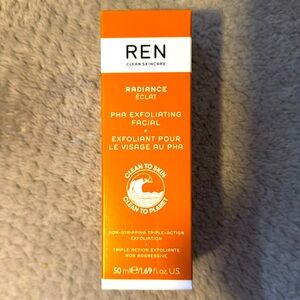 REN
CLEAN SKINCARE
RADIANCE
ÉCLAT
PHA EXFOLIATING
FACIAL
•
EXFOLIANT POUR
LE VISAGE AU PHA
CLEAN TO SKIN
CLEAN TO PLANET
NON-STRIPPING TRIPLE-ACTION
EXFOLIATION
TRIPLE ACTION EXFOLIANTE
NON AGRESSIVE
50 ml ℮ 1.69 fl. oz. U.S.